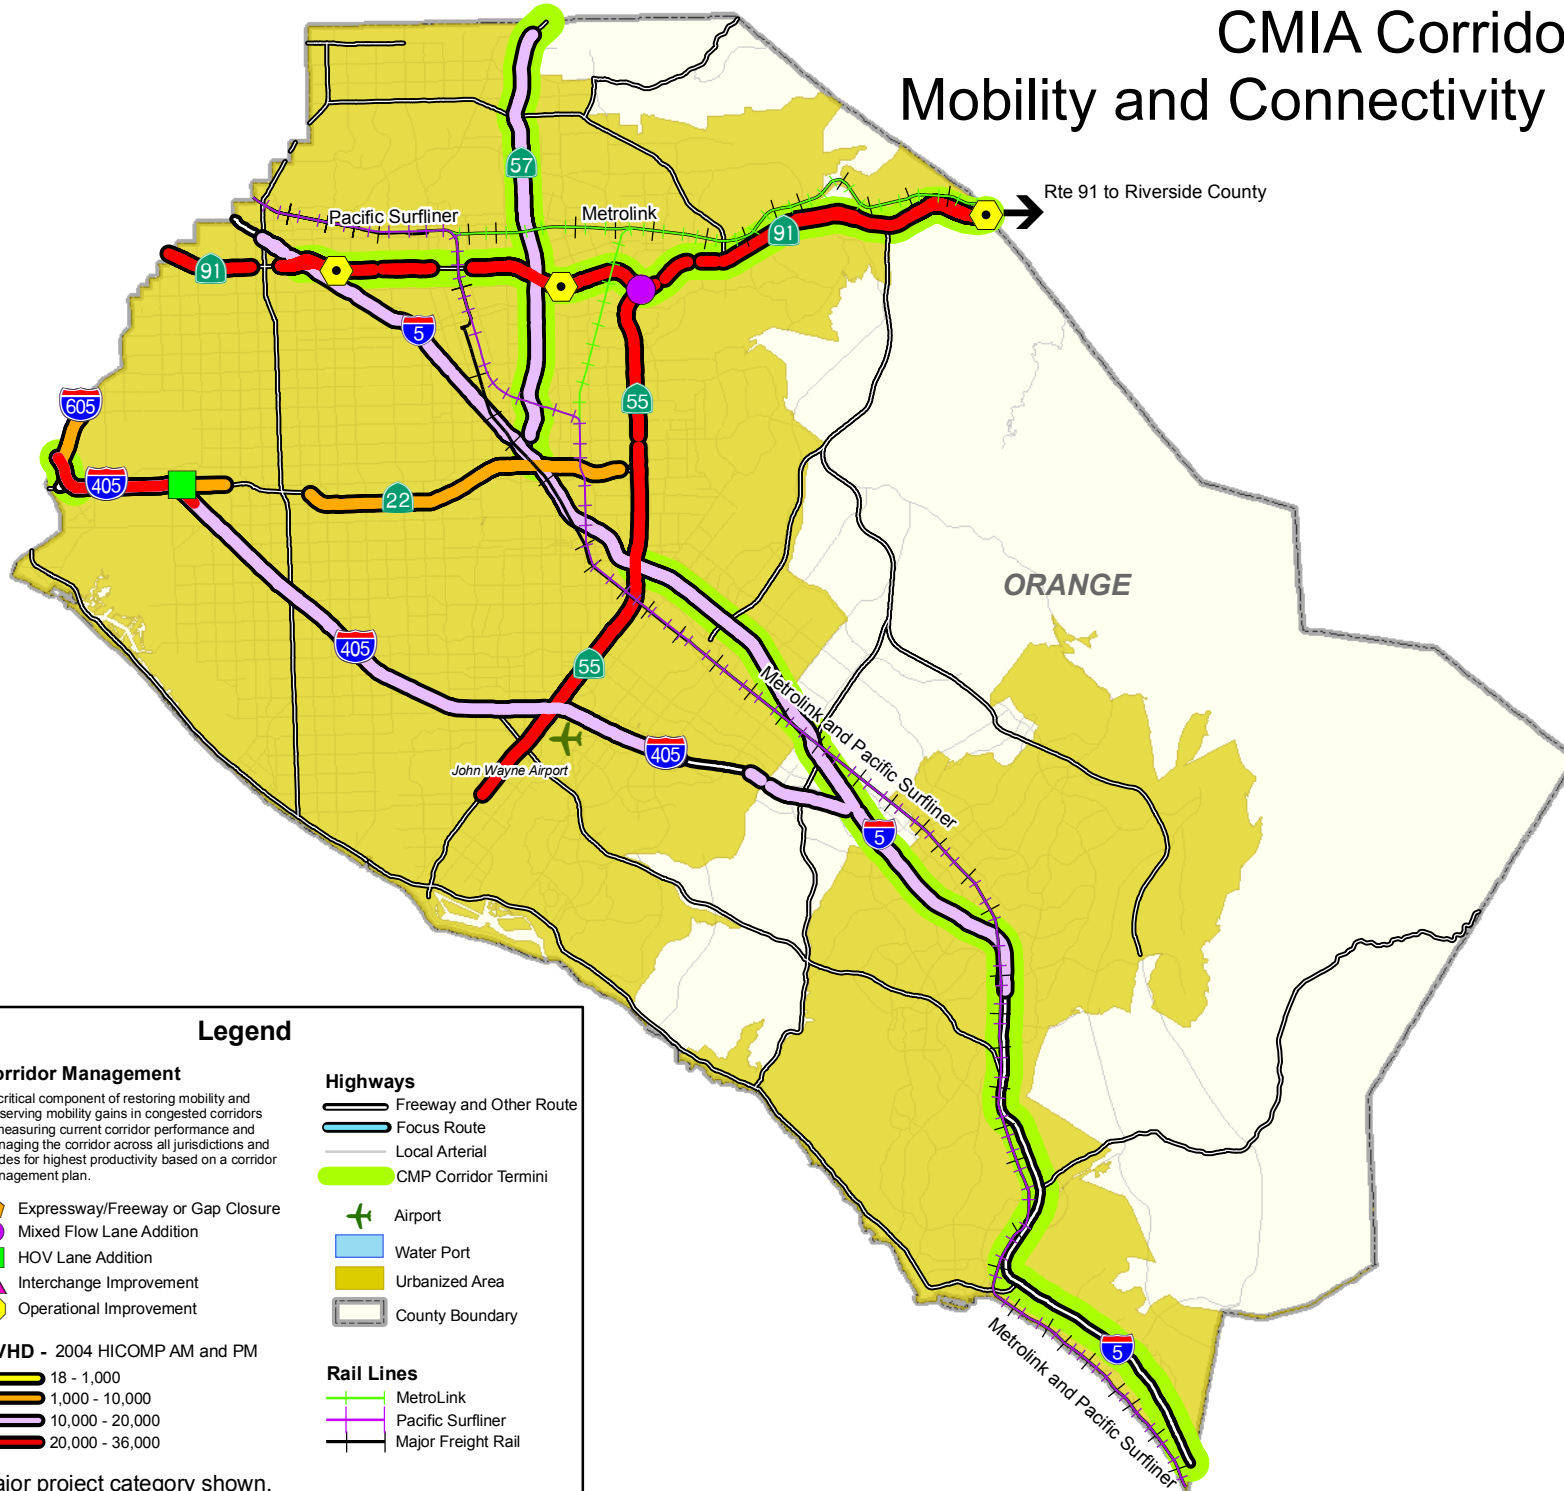 CMIA Corrido
Mobility and Connectivity
Rte 91 to Riverside County
57
Pacific Surfliner
Metrolink
91
91
5
605
55
405
22
ORANGE
405
55
Metrolink and Pacific Surfliner
405
John Wayne Airport
5
Legend
orridor Management
critical component of restoring mobility and
serving mobility gains in congested corridors
measuring current corridor performance and
naging the corridor across all jurisdictions and
des for highest productivity based on a corridor
nagement plan.
Expressway/Freeway or Gap Closure
Mixed Flow Lane Addition
HOV Lane Addition
Interchange Improvement
Operational Improvement
VHD - 2004 HICOMP AM and PM
18 - 1,000
1,000 - 10,000
10,000 - 20,000
20,000 - 36,000
ajor project category shown.
Highways
Freeway and Other Route
Focus Route
Local Arterial
CMP Corridor Termini
Airport
Water Port
Urbanized Area
County Boundary
Rail Lines
MetroLink
Pacific Surfliner
Major Freight Rail
5
Metrolink and Pacific Surfliner